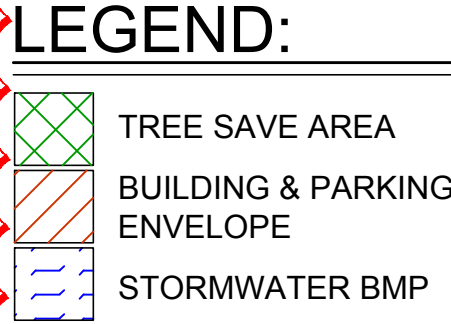 LEGEND:
TREE SAVE AREA
BUILDING & PARKING
ENVELOPE
STORMWATER BMP